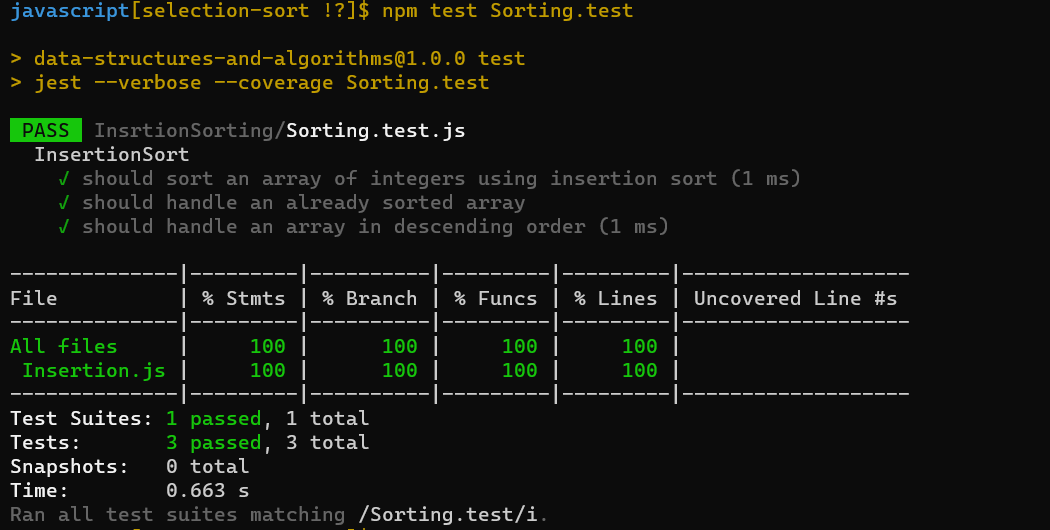 javascript[selection-sort !?]$ npm test Sorting.test
> data-structures-and-algorithms@1.0.0 test
> jest --verbose --coverage Sorting.test
PASS InsrtionSorting/Sorting.test.js
InsertionSort
√ should sort an array of integers using insertion sort (1 ms)
√ should handle an already sorted array
√ should handle an array in descending order (1 ms)
--------------|---------|----------|---------|---------|-------------------
File          | % Stmts | % Branch | % Funcs | % Lines | Uncovered Line #s
--------------|---------|----------|---------|---------|-------------------
All files     |     100 |      100 |     100 |     100 |
 Insertion.js |     100 |      100 |     100 |     100 |
--------------|---------|----------|---------|---------|-------------------
Test Suites: 1 passed, 1 total
Tests:       3 passed, 3 total
Snapshots:   0 total
Time:        0.663 s
Ran all test suites matching /Sorting.test/i.